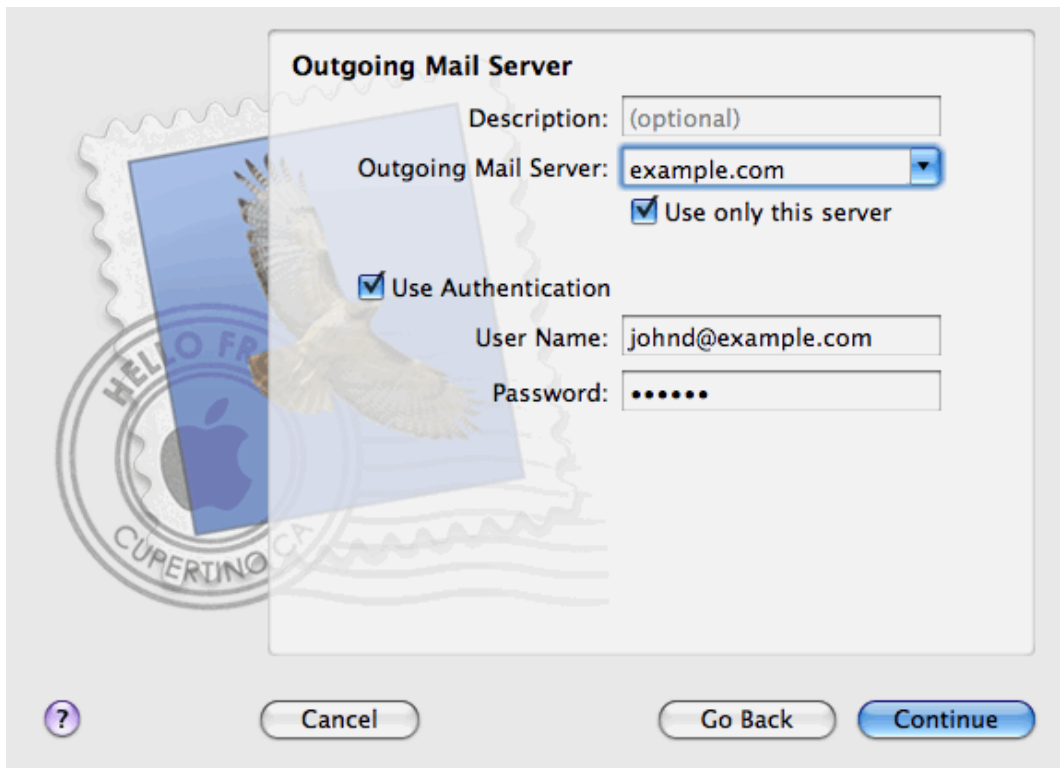 Outgoing Mail Server
Description: (optional)
Outgoing Mail Server: example.com
Use only this server
Use Authentication
User Name: johnd@example.com
Password: ••••••
HELLO FR
CUPERTINO CA
? Cancel Go Back Continue